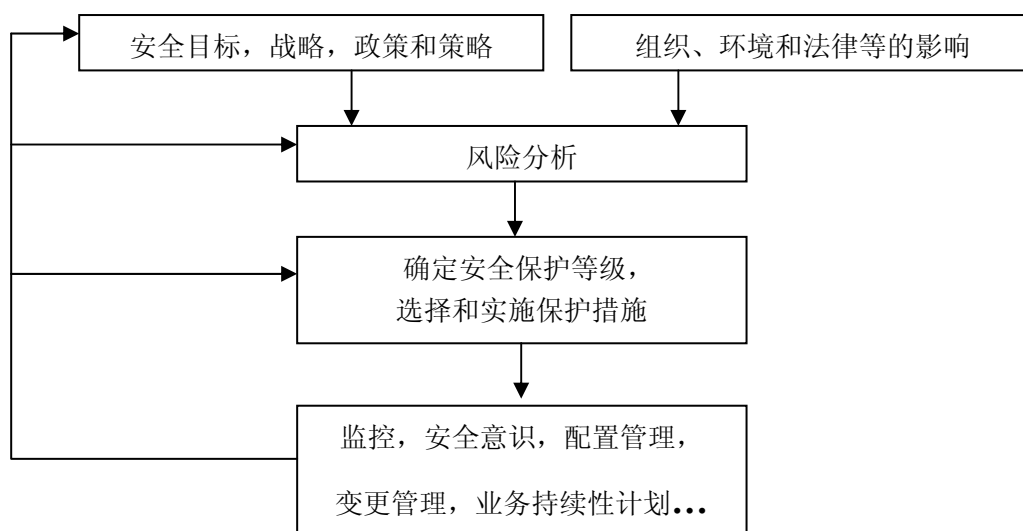 安全目标，战略，政策和策略
组织、环境和法律等的影响
风险分析
确定安全保护等级，
选择和实施保护措施
监控，安全意识，配置管理，
变更管理，业务持续性计划...